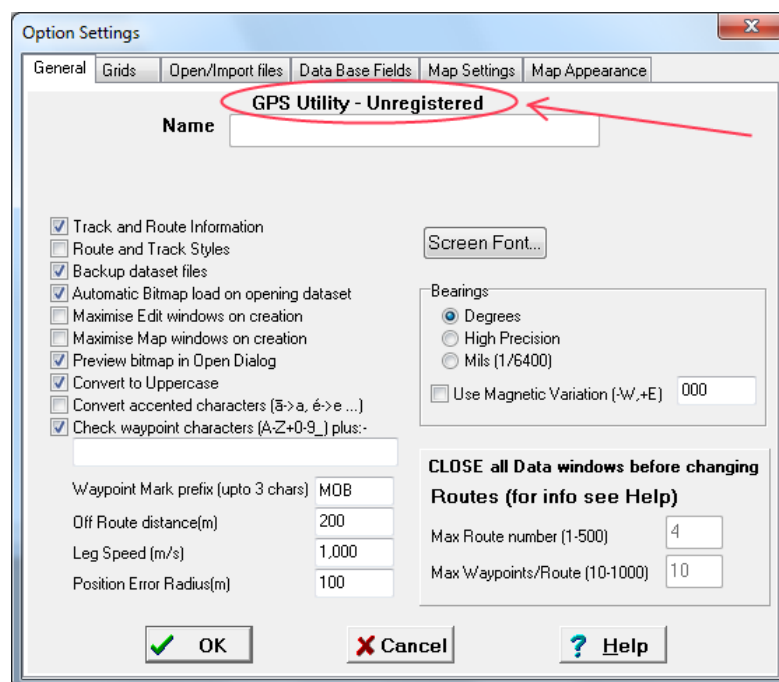 Option Settings
General Grids Open/Import files Data Base Fields Map Settings Map Appearance
GPS Utility - Unregistered
Name
Track and Route Information
Route and Track Styles
Backup dataset files
Automatic Bitmap load on opening dataset
Maximise Edit windows on creation
Maximise Map windows on creation
Preview bitmap in Open Dialog
Convert to Uppercase
Convert accented characters (ã->a, é->e ...)
Check waypoint characters (A-Z+0-9_) plus:-
Waypoint Mark prefix (upto 3 chars) MOB
Off Route distance(m) 200
Leg Speed (m/s) 1,000
Position Error Radius(m) 100
Screen Font...
Bearings
Degrees
High Precision
Mils (1/6400)
Use Magnetic Variation (-W,+E) 000
CLOSE all Data windows before changing
Routes (for info see Help)
Max Route number (1-500) 4
Max Waypoints/Route (10-1000) 10
OK Cancel Help